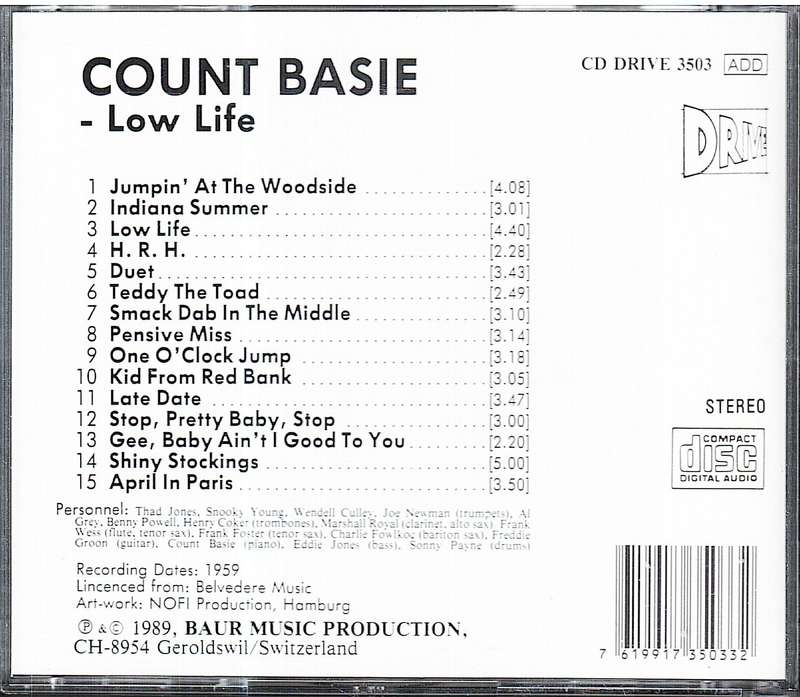 COUNT BASIE
- Low Life
CD DRIVE 3503 ADD
DRIVE
1 Jumpin' At The Woodside [4.08]
2 Indiana Summer [3.01]
3 Low Life [4.40]
4 H. R. H. [2.28]
5 Duet [3.43]
6 Teddy The Toad [2.49]
7 Smack Dab In The Middle [3.10]
8 Pensive Miss [3.14]
9 One O'Clock Jump [3.18]
10 Kid From Red Bank [3.05]
11 Late Date [3.47]
12 Stop, Pretty Baby, Stop [3.00]
13 Gee, Baby Ain't I Good To You [2.20]
14 Shiny Stockings [5.00]
15 April In Paris [3.50]
STEREO
COMPACT
disc
DIGITAL AUDIO
Personnel: Thad Jones, Snooky Young, Wendell Culley, Joe Newman (trumpets), Al
Grey, Benny Powell, Henry Coker (trombones), Marshall Royal (clarinet, alto sax), Frank
Wess (flute, tenor sax), Frank Foster (tenor sax), Charlie Fowlkoc (bariton sax), Freddie
Groon (guitar), Count Basie (piano), Eddie Jones (bass), Sonny Payne (drums)
Recording Dates: 1959
Lincenced from: Belvedere Music
Art-work: NOFI Production, Hamburg
℗ & © 1989, BAUR MUSIC PRODUCTION,
CH-8954 Geroldswil/Switzerland
7 619917 350332